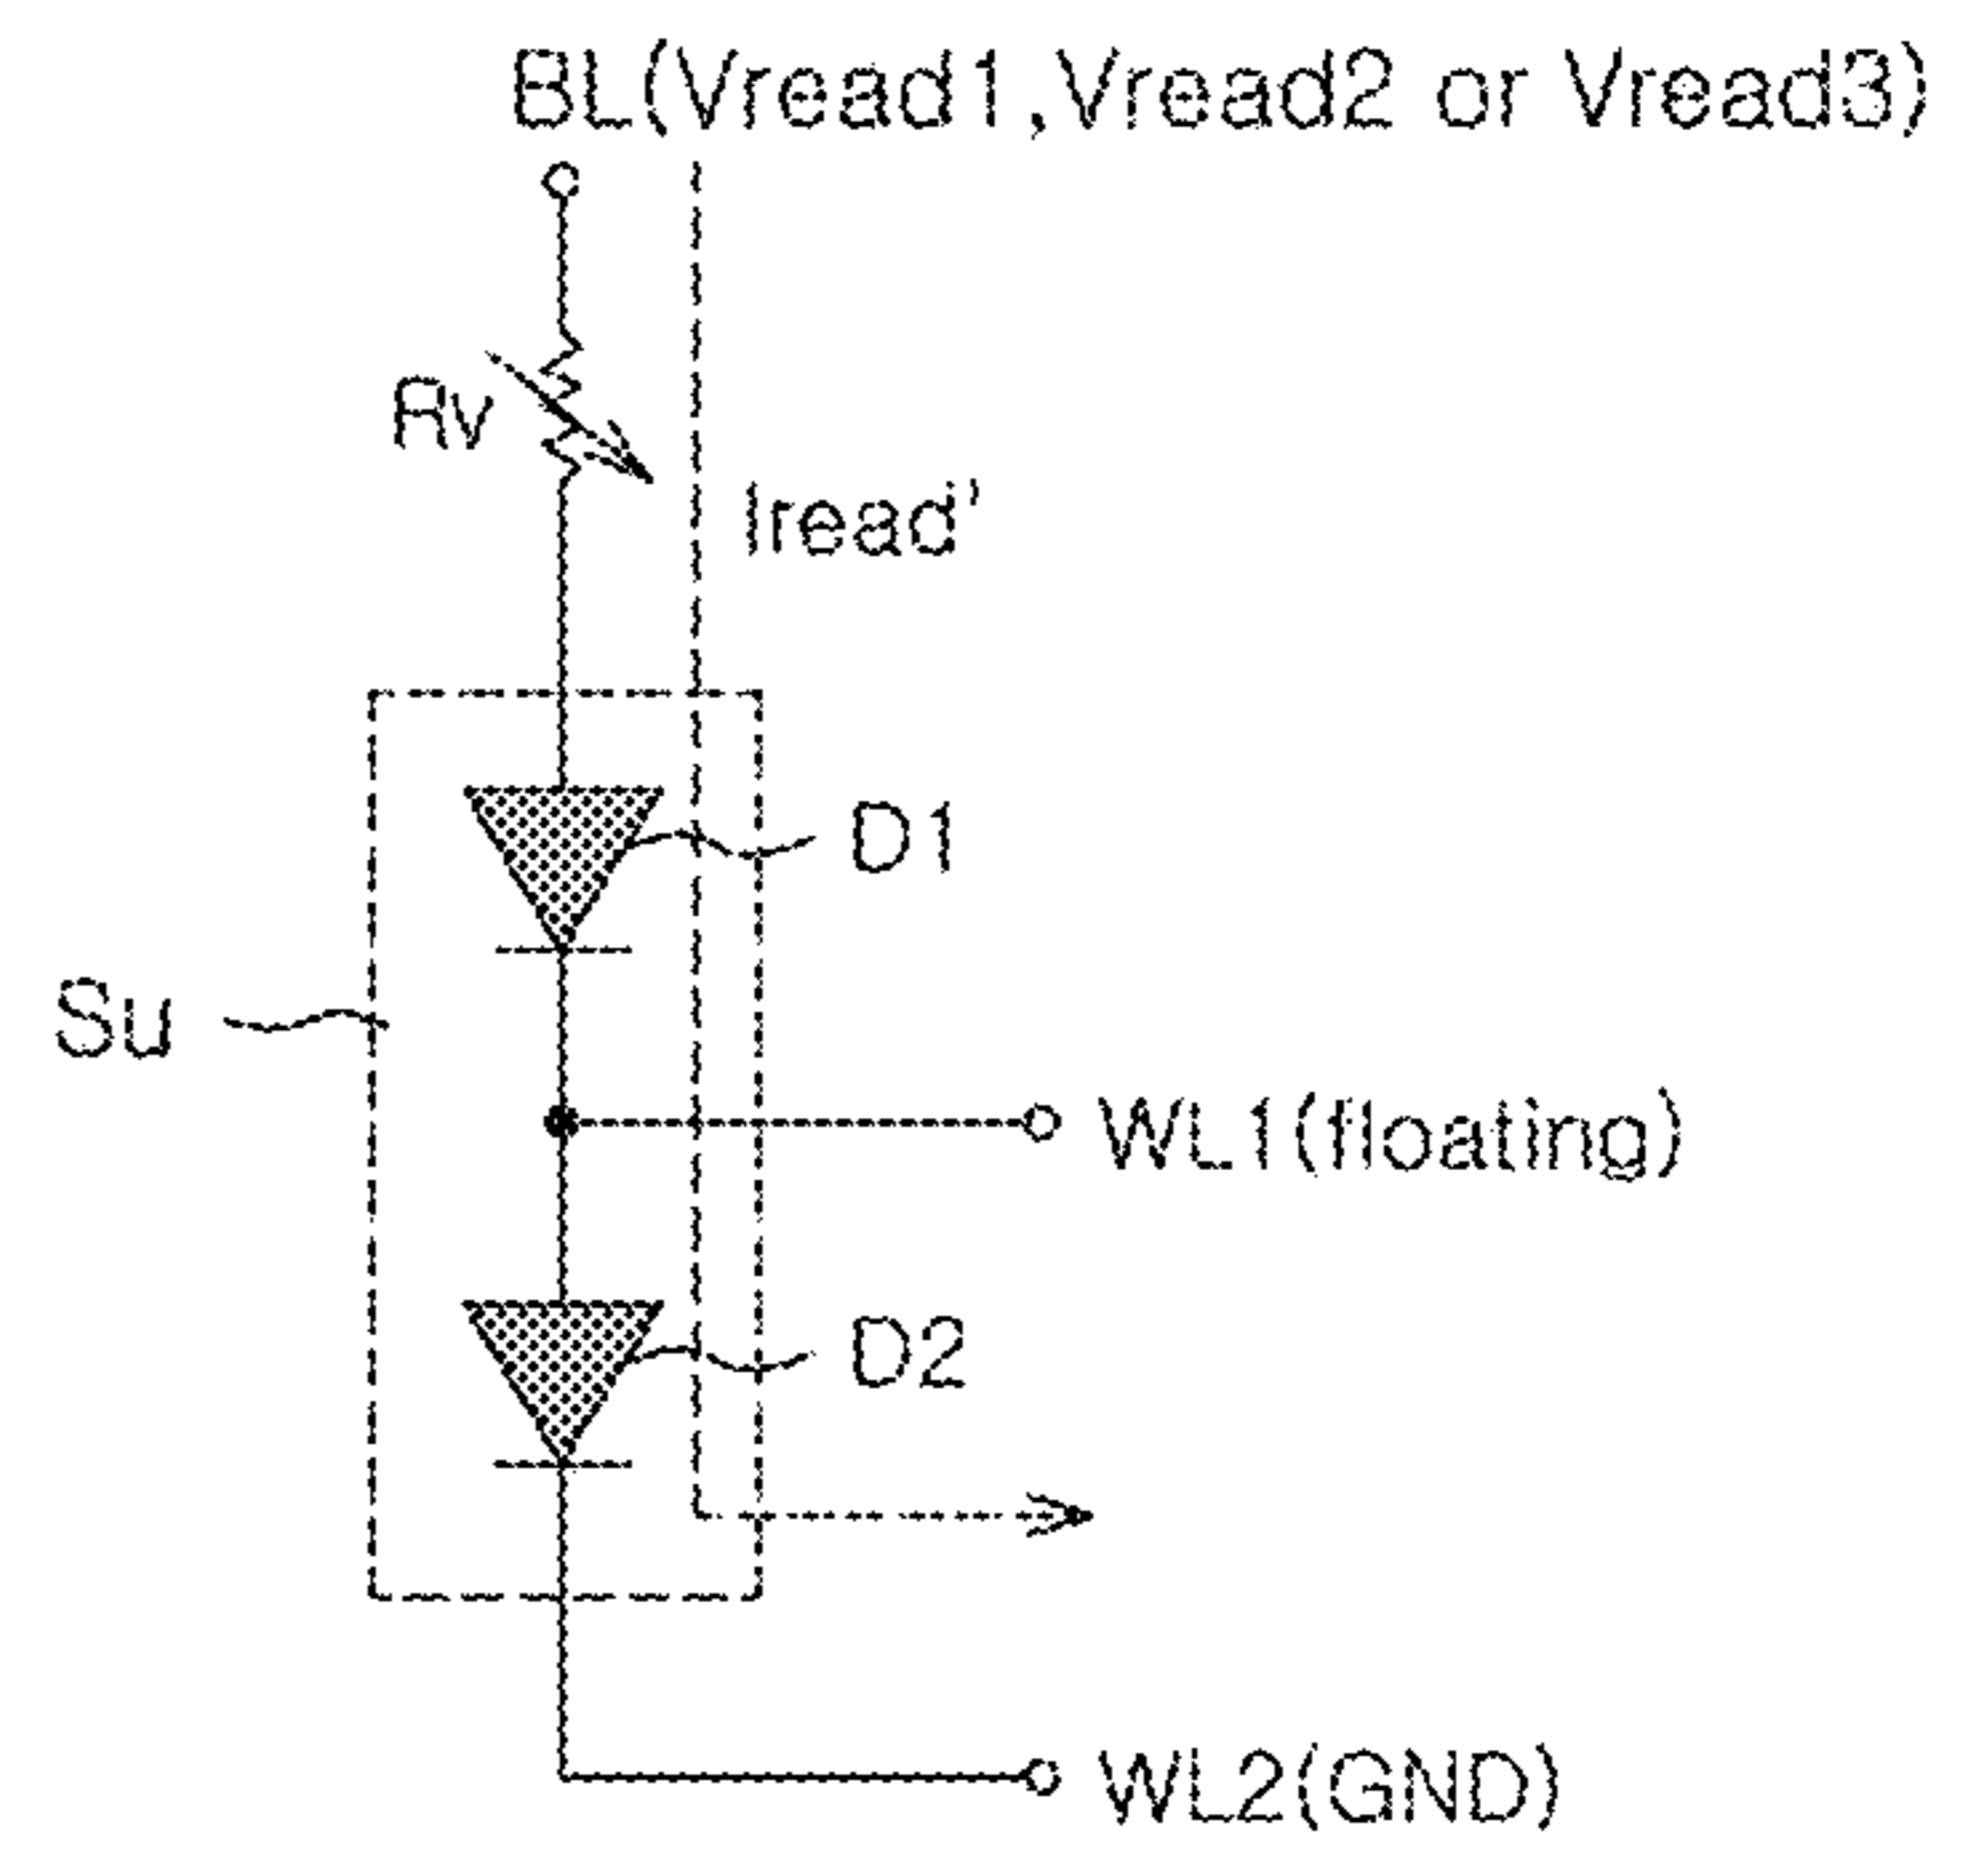 BL(Vread1,Vread2 or Vread3)
Rv
Iread'
D1
Su
WL1(floating)
D2
WL2(GND)